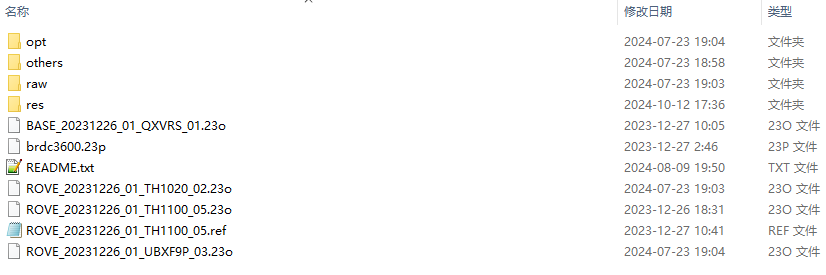 名称 修改日期 类型
opt 2024-07-23 19:04 文件夹
others 2024-07-23 18:58 文件夹
raw 2024-07-23 19:03 文件夹
res 2024-10-12 17:36 文件夹
BASE_20231226_01_QXVRS_01.23o 2023-12-27 10:05 23O 文件
brdc3600.23p 2023-12-27 2:46 23P 文件
README.txt 2024-08-09 19:50 TXT 文件
ROVE_20231226_01_TH1020_02.23o 2024-07-23 19:03 23O 文件
ROVE_20231226_01_TH1100_05.23o 2023-12-26 18:31 23O 文件
ROVE_20231226_01_TH1100_05.ref 2023-12-27 10:41 REF 文件
ROVE_20231226_01_UBXF9P_03.23o 2024-07-23 19:04 23O 文件